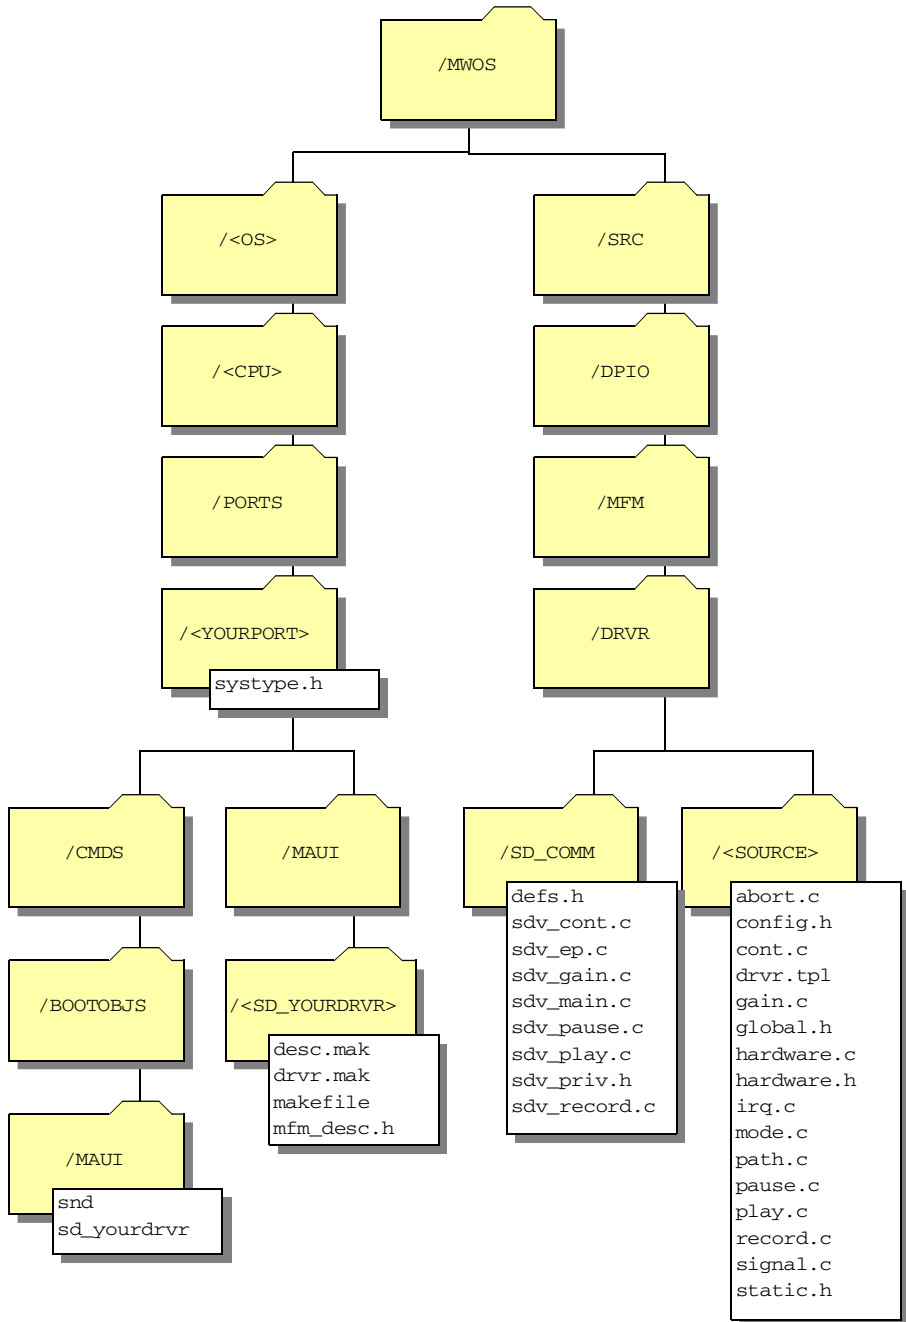 /MWOS
/<OS>
/SRC
/<CPU>
/DPIO
/PORTS
/MFM
/<YOURPORT>
/DRVR
systype.h
/CMDS
/MAUI
/SD_COMM
/<SOURCE>
defs.h
sdv_cont.c
sdv_ep.c
sdv_gain.c
sdv_main.c
sdv_pause.c
sdv_play.c
sdv_priv.h
sdv_record.c
abort.c
config.h
cont.c
drvr.tpl
gain.c
global.h
hardware.c
hardware.h
irq.c
mode.c
path.c
pause.c
play.c
record.c
signal.c
static.h
/BOOTOBJS
/<SD_YOURDRVR>
desc.mak
drvr.mak
makefile
mfm_desc.h
/MAUI
snd
sd_yourdrvr